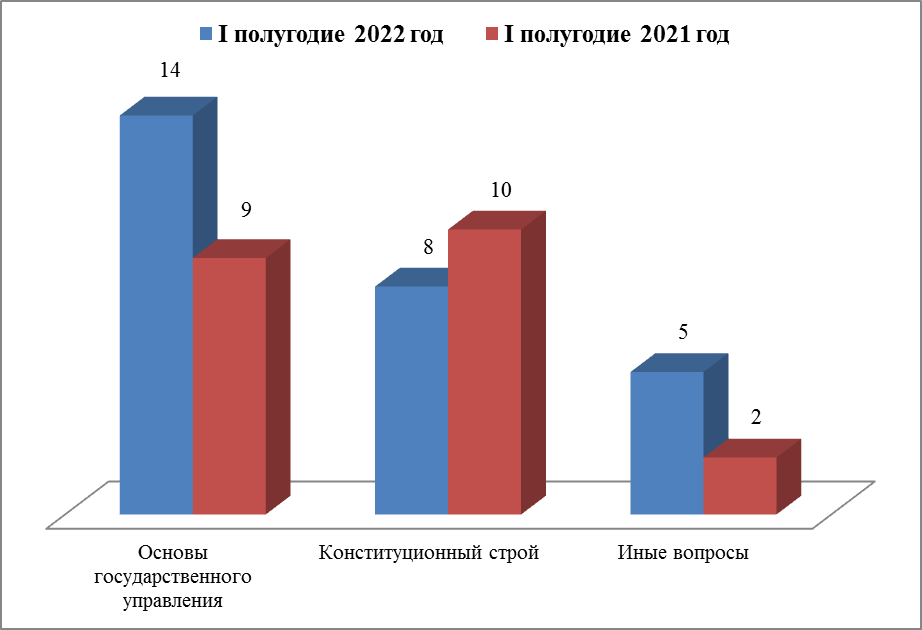 I полугодие 2022 год I полугодие 2021 год
14
9
8
10
5
2
Основы
государственного
управления
Конституционный строй
Иные вопросы